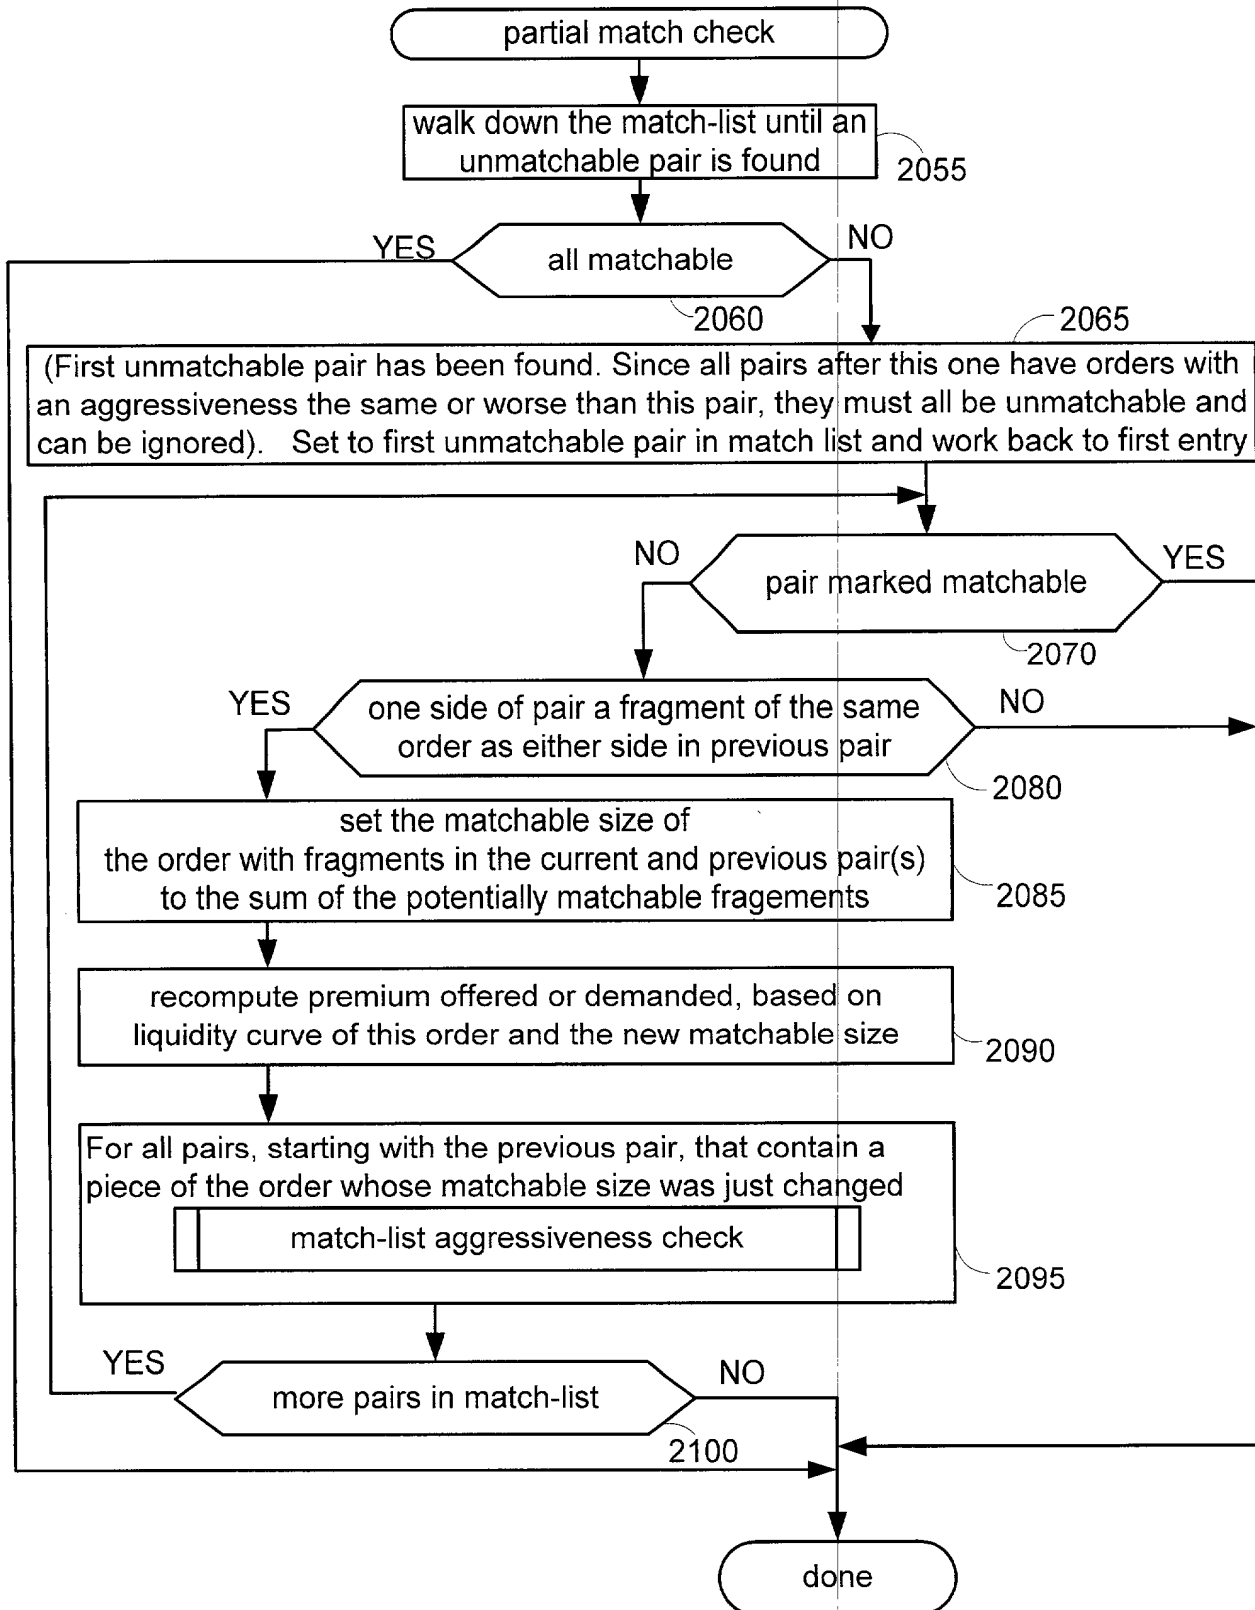 partial match check
walk down the match-list until an
unmatchable pair is found
2055
YES
NO
all matchable
2060
2065
(First unmatchable pair has been found. Since all pairs after this one have orders with
an aggressiveness the same or worse than this pair, they must all be unmatchable and
can be ignored). Set to first unmatchable pair in match list and work back to first entry
NO
YES
pair marked matchable
2070
YES
NO
one side of pair a fragment of the same
order as either side in previous pair
2080
set the matchable size of
the order with fragments in the current and previous pair(s)
to the sum of the potentially matchable fragements
2085
recompute premium offered or demanded, based on
liquidity curve of this order and the new matchable size
2090
For all pairs, starting with the previous pair, that contain a
piece of the order whose matchable size was just changed
match-list aggressiveness check
2095
YES
NO
more pairs in match-list
2100
done